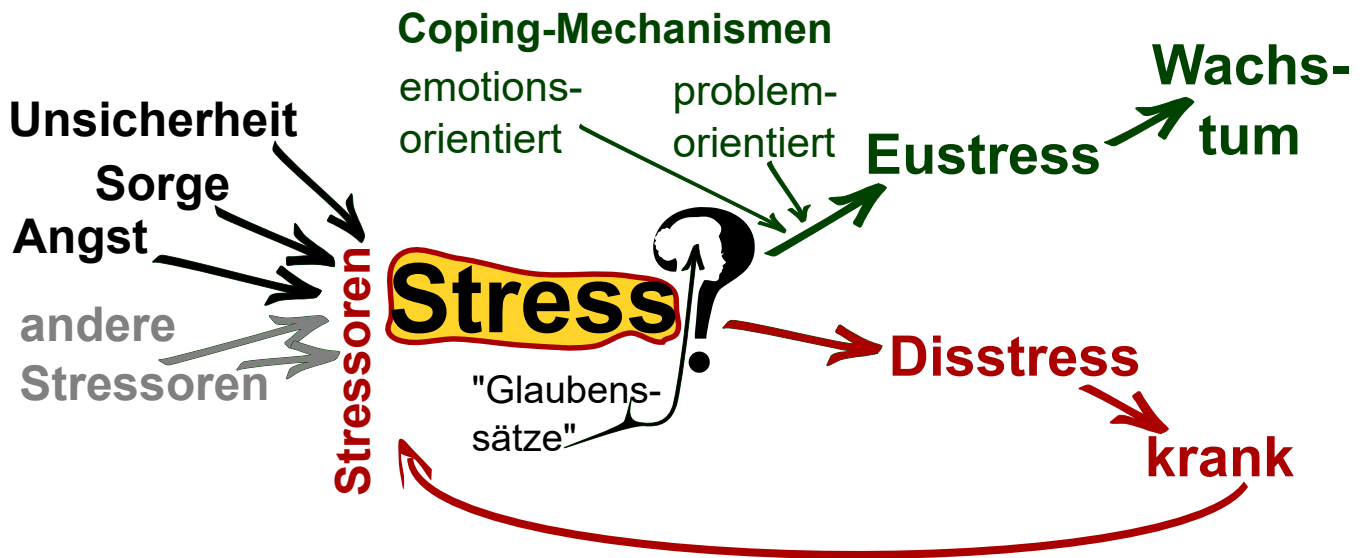 Coping-Mechanismen
emotions-
orientiert
problem-
orientiert
Wachs-
tum
Eustress
Unsicherheit
Sorge
Angst
andere
Stressoren
Stressoren
Stress
?
"Glaubens-
sätze"
Disstress
krank